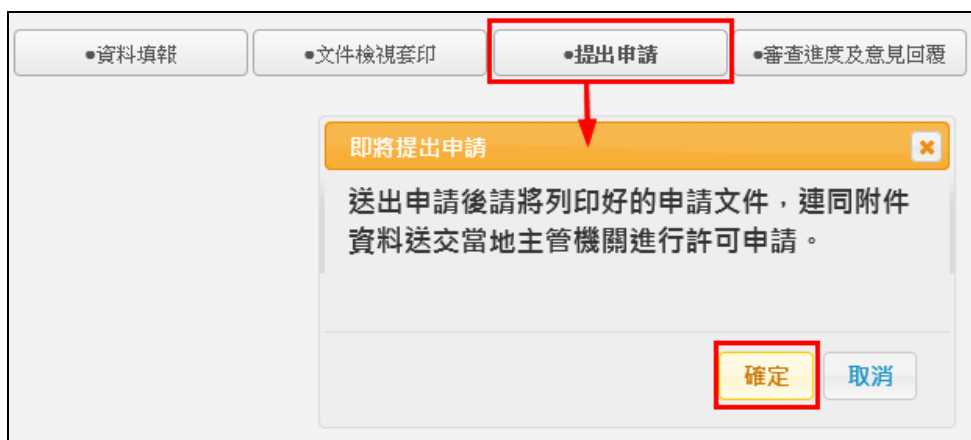 •資料填報
•文件檢視套印
•提出申請
•審查進度及意見回覆
即將提出申請
送出申請後請將列印好的申請文件，連同附件
資料送交當地主管機關進行許可申請。
確定
取消